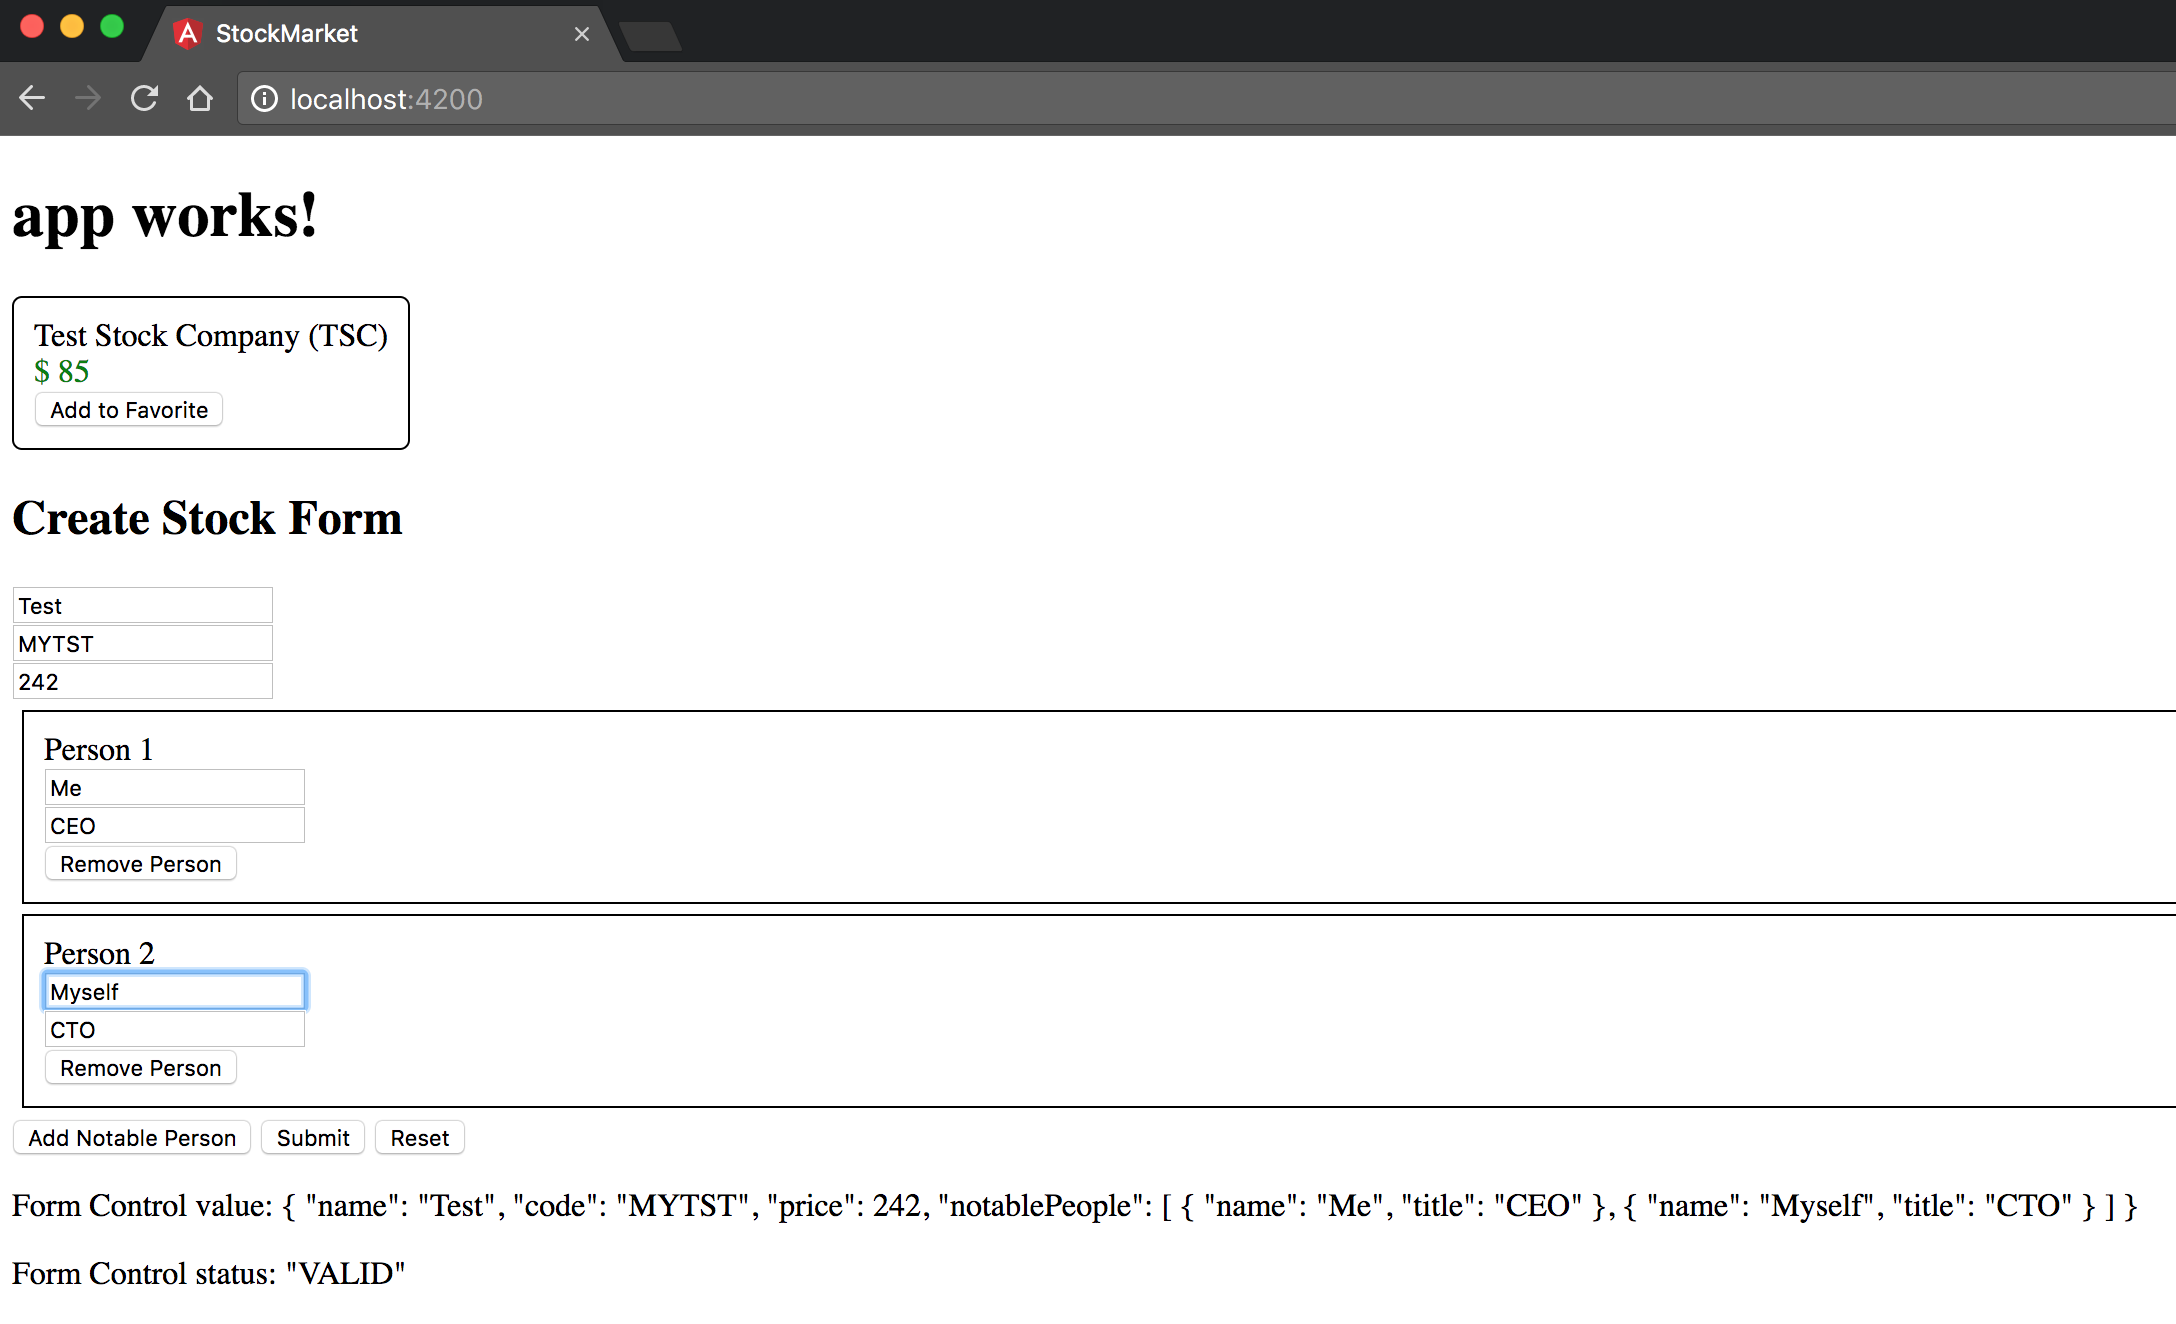 StockMarket
localhost:4200
app works!
Test Stock Company (TSC)
$ 85
Add to Favorite
Create Stock Form
Test
MYTST
242
Person 1
Me
CEO
Remove Person
Person 2
Myself
CTO
Remove Person
Add Notable Person Submit Reset
Form Control value: { "name": "Test", "code": "MYTST", "price": 242, "notablePeople": [ { "name": "Me", "title": "CEO" }, { "name": "Myself", "title": "CTO" } ] }
Form Control status: "VALID"